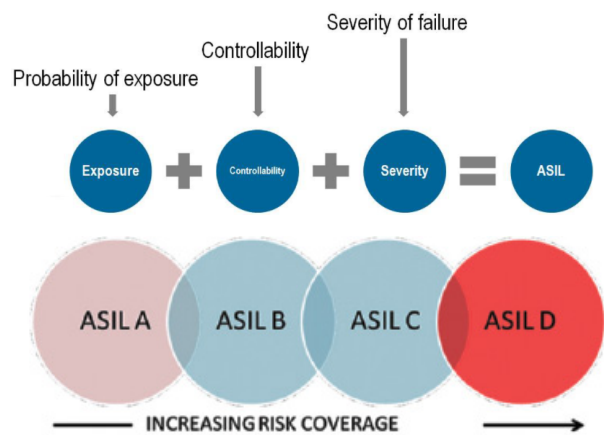 Severity of failure
Controllability
Probability of exposure
Exposure
Controllability
Severity
ASIL
ASIL A
ASIL B
ASIL C
ASIL D
INCREASING RISK COVERAGE